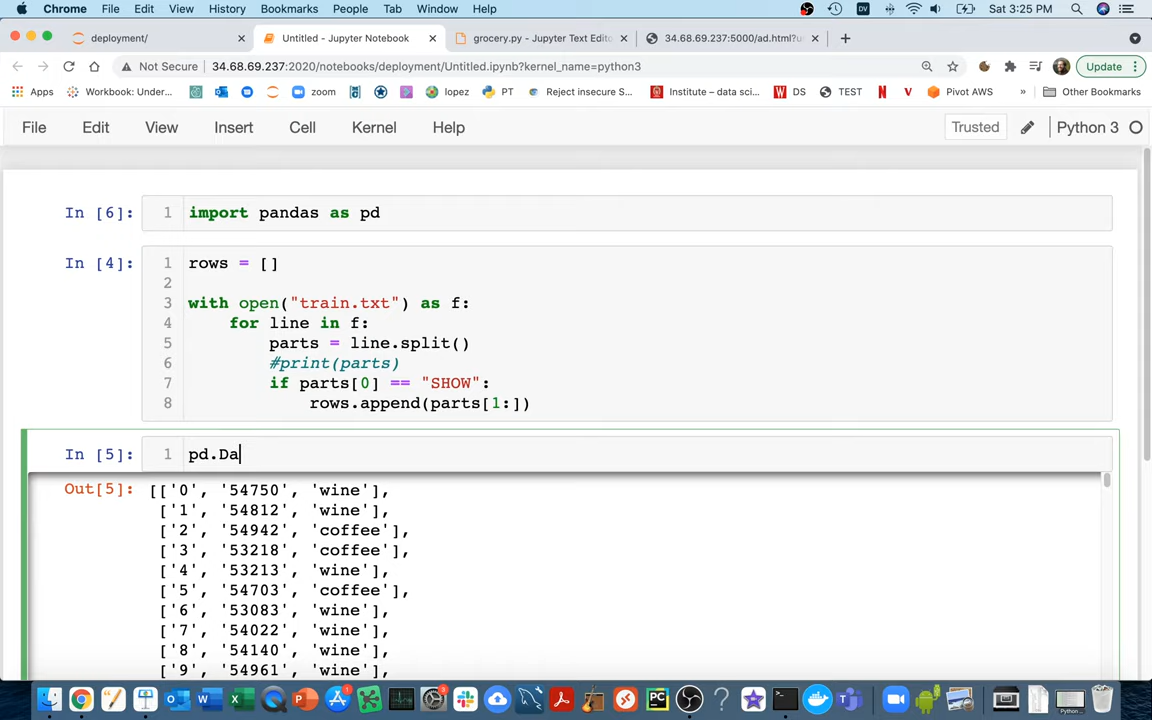 Chrome File Edit View History Bookmarks People Tab Window Help DV Sat 3:25 PM
deployment/ Untitled - Jupyter Notebook grocery.py - Jupyter Text Edito 34.68.69.237:5000/ad.html?u
Not Secure 34.68.69.237:2020/notebooks/deployment/Untitled.ipynb?kernel_name=python3 Update
Apps Workbook: Under... zoom lopez PT Reject insecure S... Institute – data sci... DS TEST Pivot AWS » Other Bookmarks
File Edit View Insert Cell Kernel Help Trusted Python 3
In [6]: 1 import pandas as pd
In [4]: 1 rows = []
2
3 with open("train.txt") as f:
4 for line in f:
5 parts = line.split()
6 #print(parts)
7 if parts[0] == "SHOW":
8 rows.append(parts[1:])
In [5]: 1 pd.Da
Out[5]: [['0', '54750', 'wine'],
['1', '54812', 'wine'],
['2', '54942', 'coffee'],
['3', '53218', 'coffee'],
['4', '53213', 'wine'],
['5', '54703', 'coffee'],
['6', '53083', 'wine'],
['7', '54022', 'wine'],
['8', '54140', 'wine'],
['9', '54961', 'wine'],